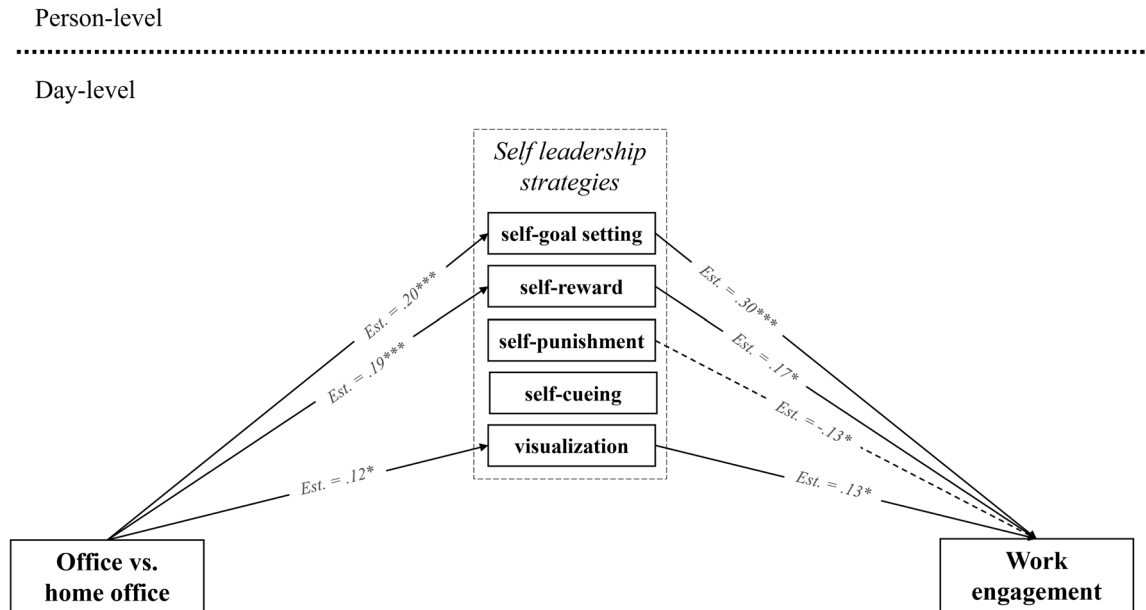 Person-level
Day-level
Self leadership
strategies
self-goal setting
self-reward
self-punishment
self-cueing
visualization
Est. = .20***
Est. = .19***
Est. = .12*
Est. = .30***
Est. = .17*
Est. = -.13*
Est. = .13*
Office vs.
home office
Work
engagement